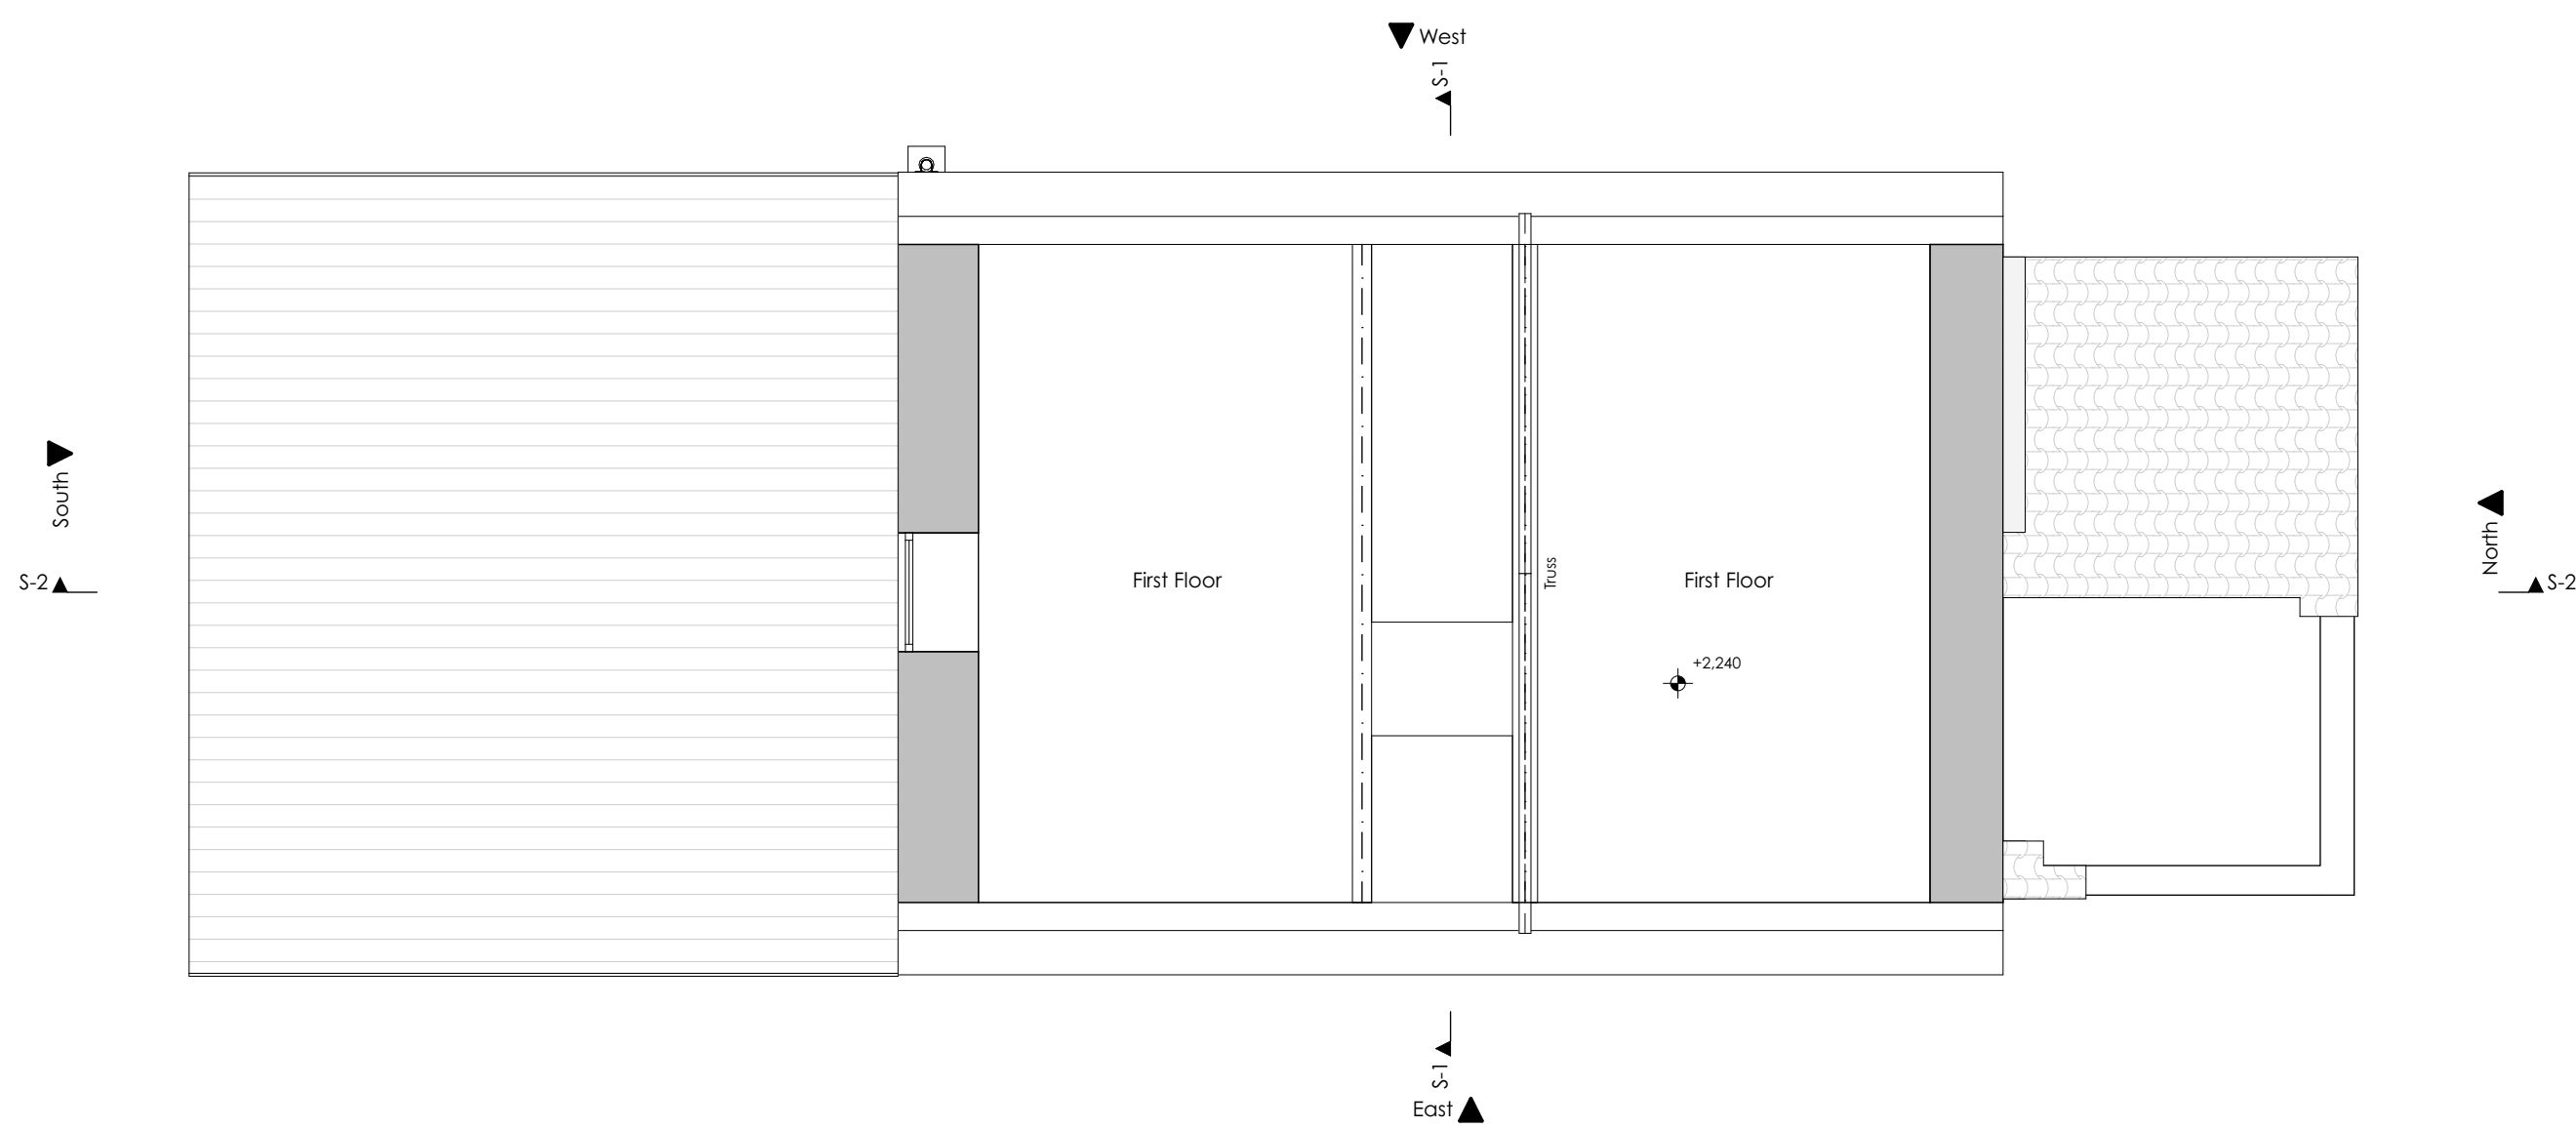 West
S-1
South
S-2
First Floor
Truss
First Floor
+2,240
North
S-2
S-1
East